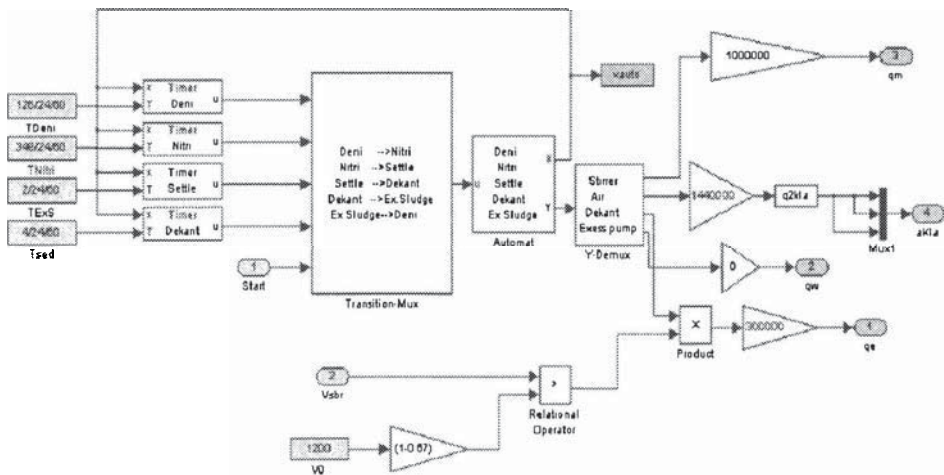 1000000
3
qm
x Timer
Y Deni u
126/24/60
TDeni
x Timer
Y Nitri u
348/24/60
TNitri
x Timer
Y Settle u
2/24/60
TExS
x Timer
Y Dekant u
4/24/60
Tsed
1
Start
Deni -->Nitri
Nitri -->Settle
Settle -->Dekant
Dekant -->Ex.Sludge
Ex Sludge-->Deni
Transition-Mux
u
Deni
Nitri
Settle
Dekant
Ex Sludge
X
Y
Automat
Stirrer
Air
Dekant
Exess pump
Y-Demux
1440000
q2kla
Mux1
4
akla
0
2
qw
x
Product
300000
1
qe
2
Vsbr
>
Relational
Operator
1200
V0
(1-0.67)